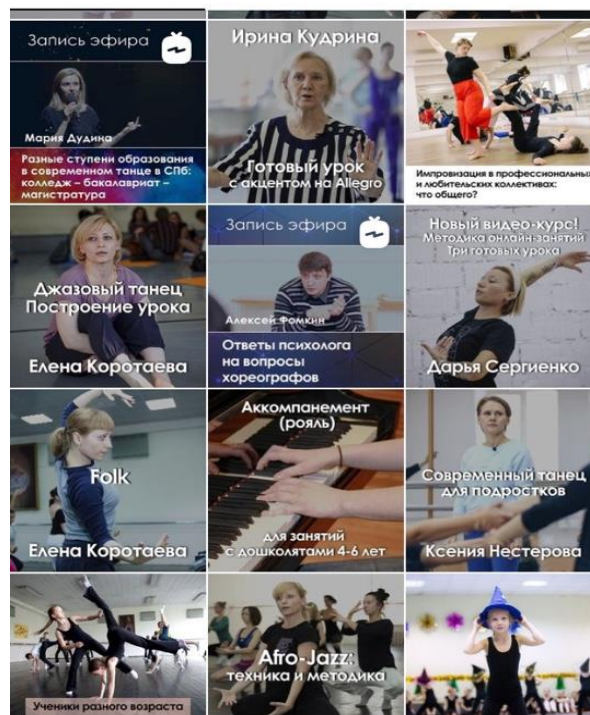 Запись эфира
Мария Дудина
Разные ступени образования
в современном танце в СПб:
колледж – бакалавриат –
магистратура
Ирина Кудрина
Готовый урок
с акцентом на Allegro
Импровизация в профессиональных
и любительских коллективах:
что общего?
Джазовый танец
Построение урока
Елена Коротаева
Запись эфира
Алексей Фомкин
Ответы психолога
на вопросы
хореографов
Новый видео-курс!
Методика онлайн-занятий
Три готовых урока
Дарья Сергиенко
Folk
Елена Коротаева
Аккомпанемент
(рояль)
для занятий
с дошколятами 4-6 лет
Современный танец
для подростков
Ксения Нестерова
Ученики разного возраста
Afro-Jazz:
техника и методика